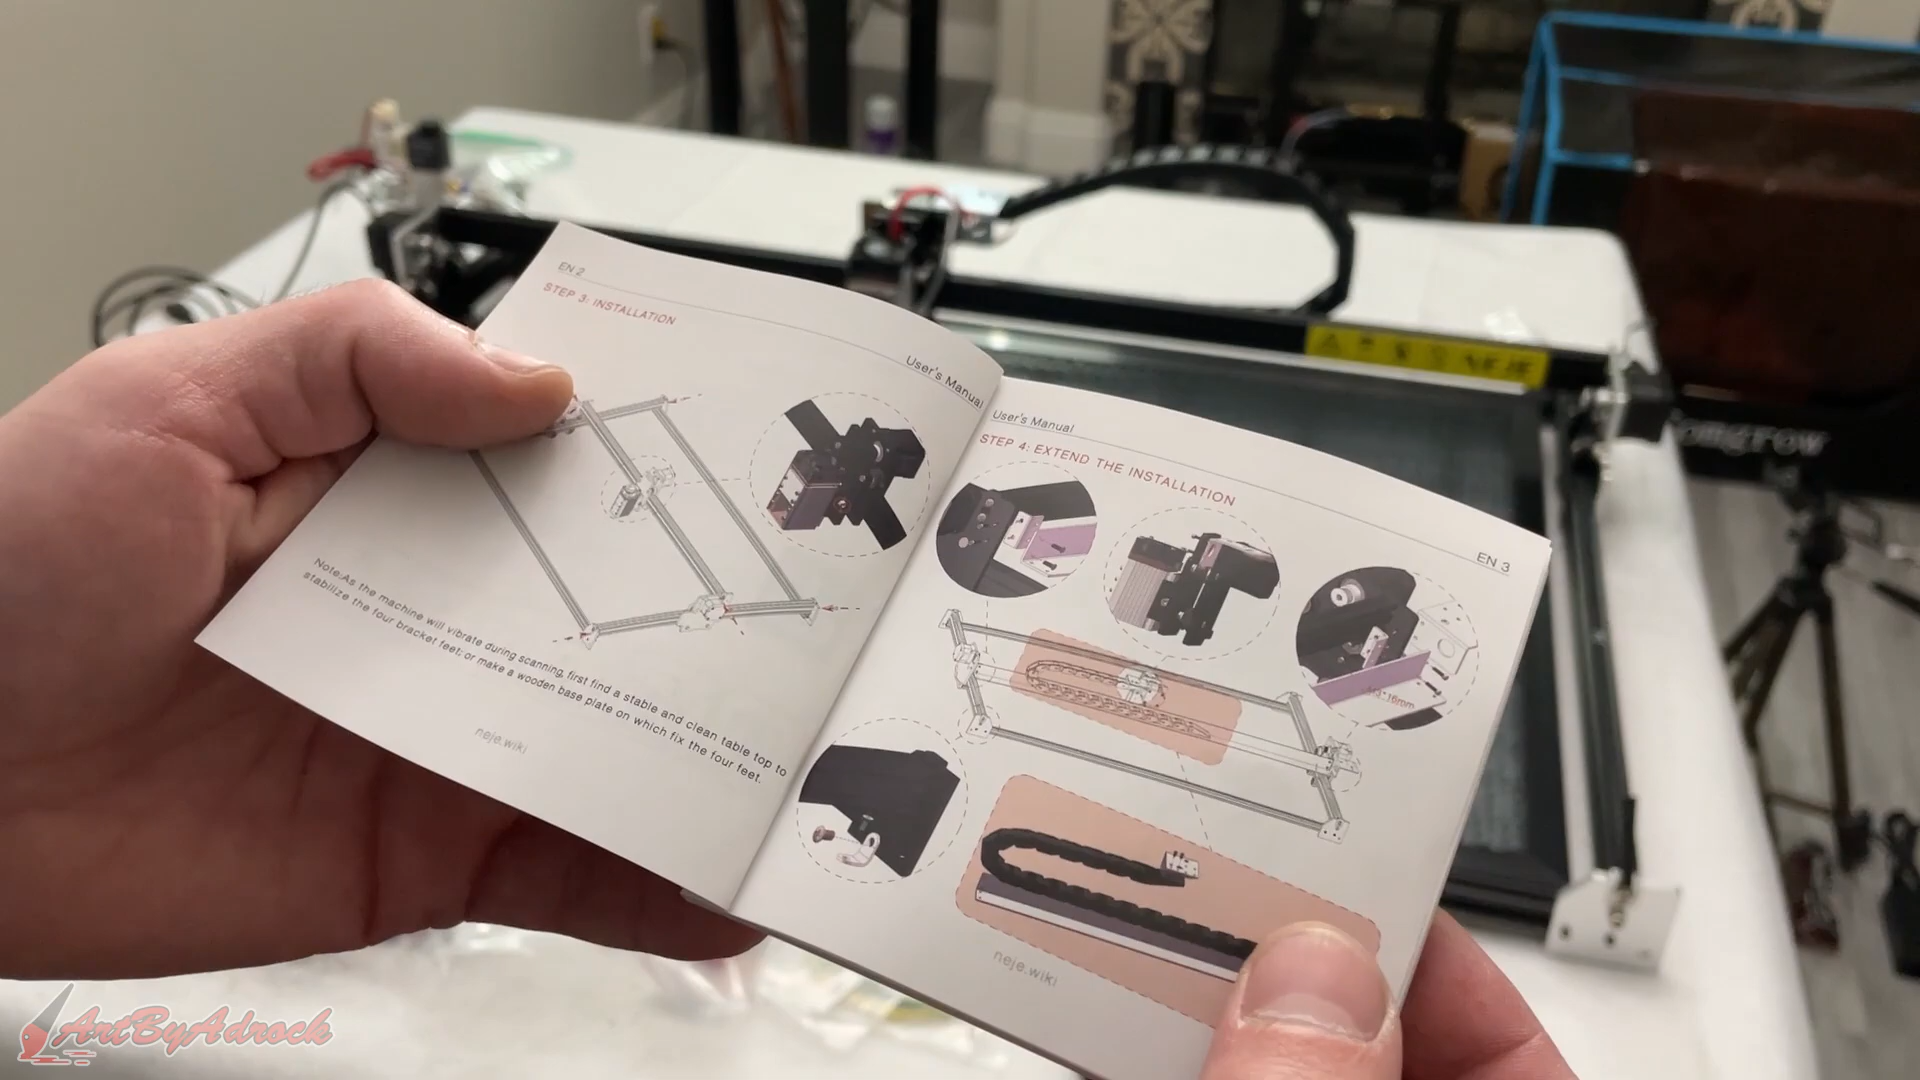 EN 2
STEP 3: INSTALLATION
User's Manual
Note:As the machine will vibrate during scanning, first find a stable and clean table top to
stabilize the four bracket feet; or make a wooden base plate on which fix the four feet.
neje.wiki
User's Manual
STEP 4: EXTEND THE INSTALLATION
EN 3
neje.wiki
NEJE
ArtByAdrock